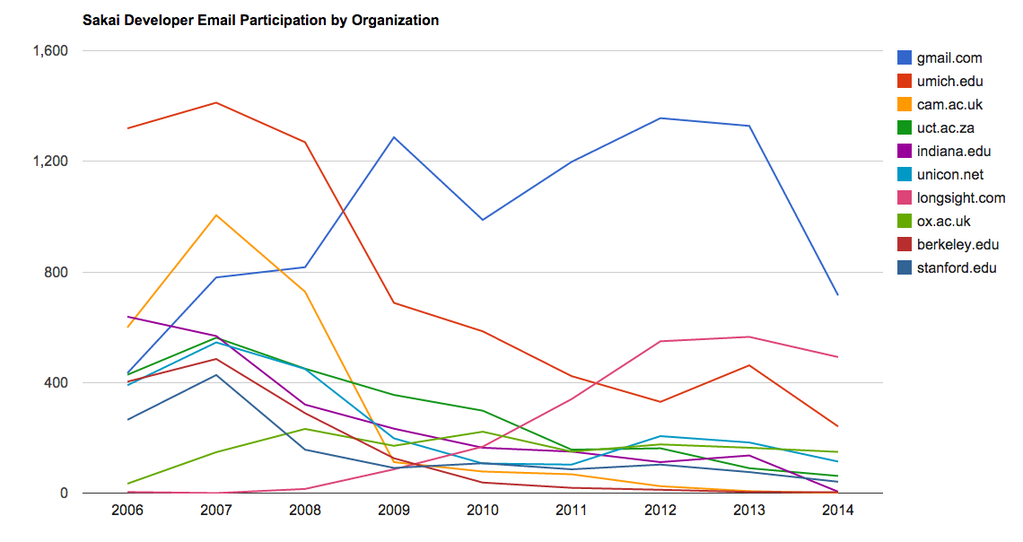 Sakai Developer Email Participation by Organization
1,600
1,200
800
400
0
2006 2007 2008 2009 2010 2011 2012 2013 2014
gmail.com
umich.edu
cam.ac.uk
uct.ac.za
indiana.edu
unicon.net
longsight.com
ox.ac.uk
berkeley.edu
stanford.edu